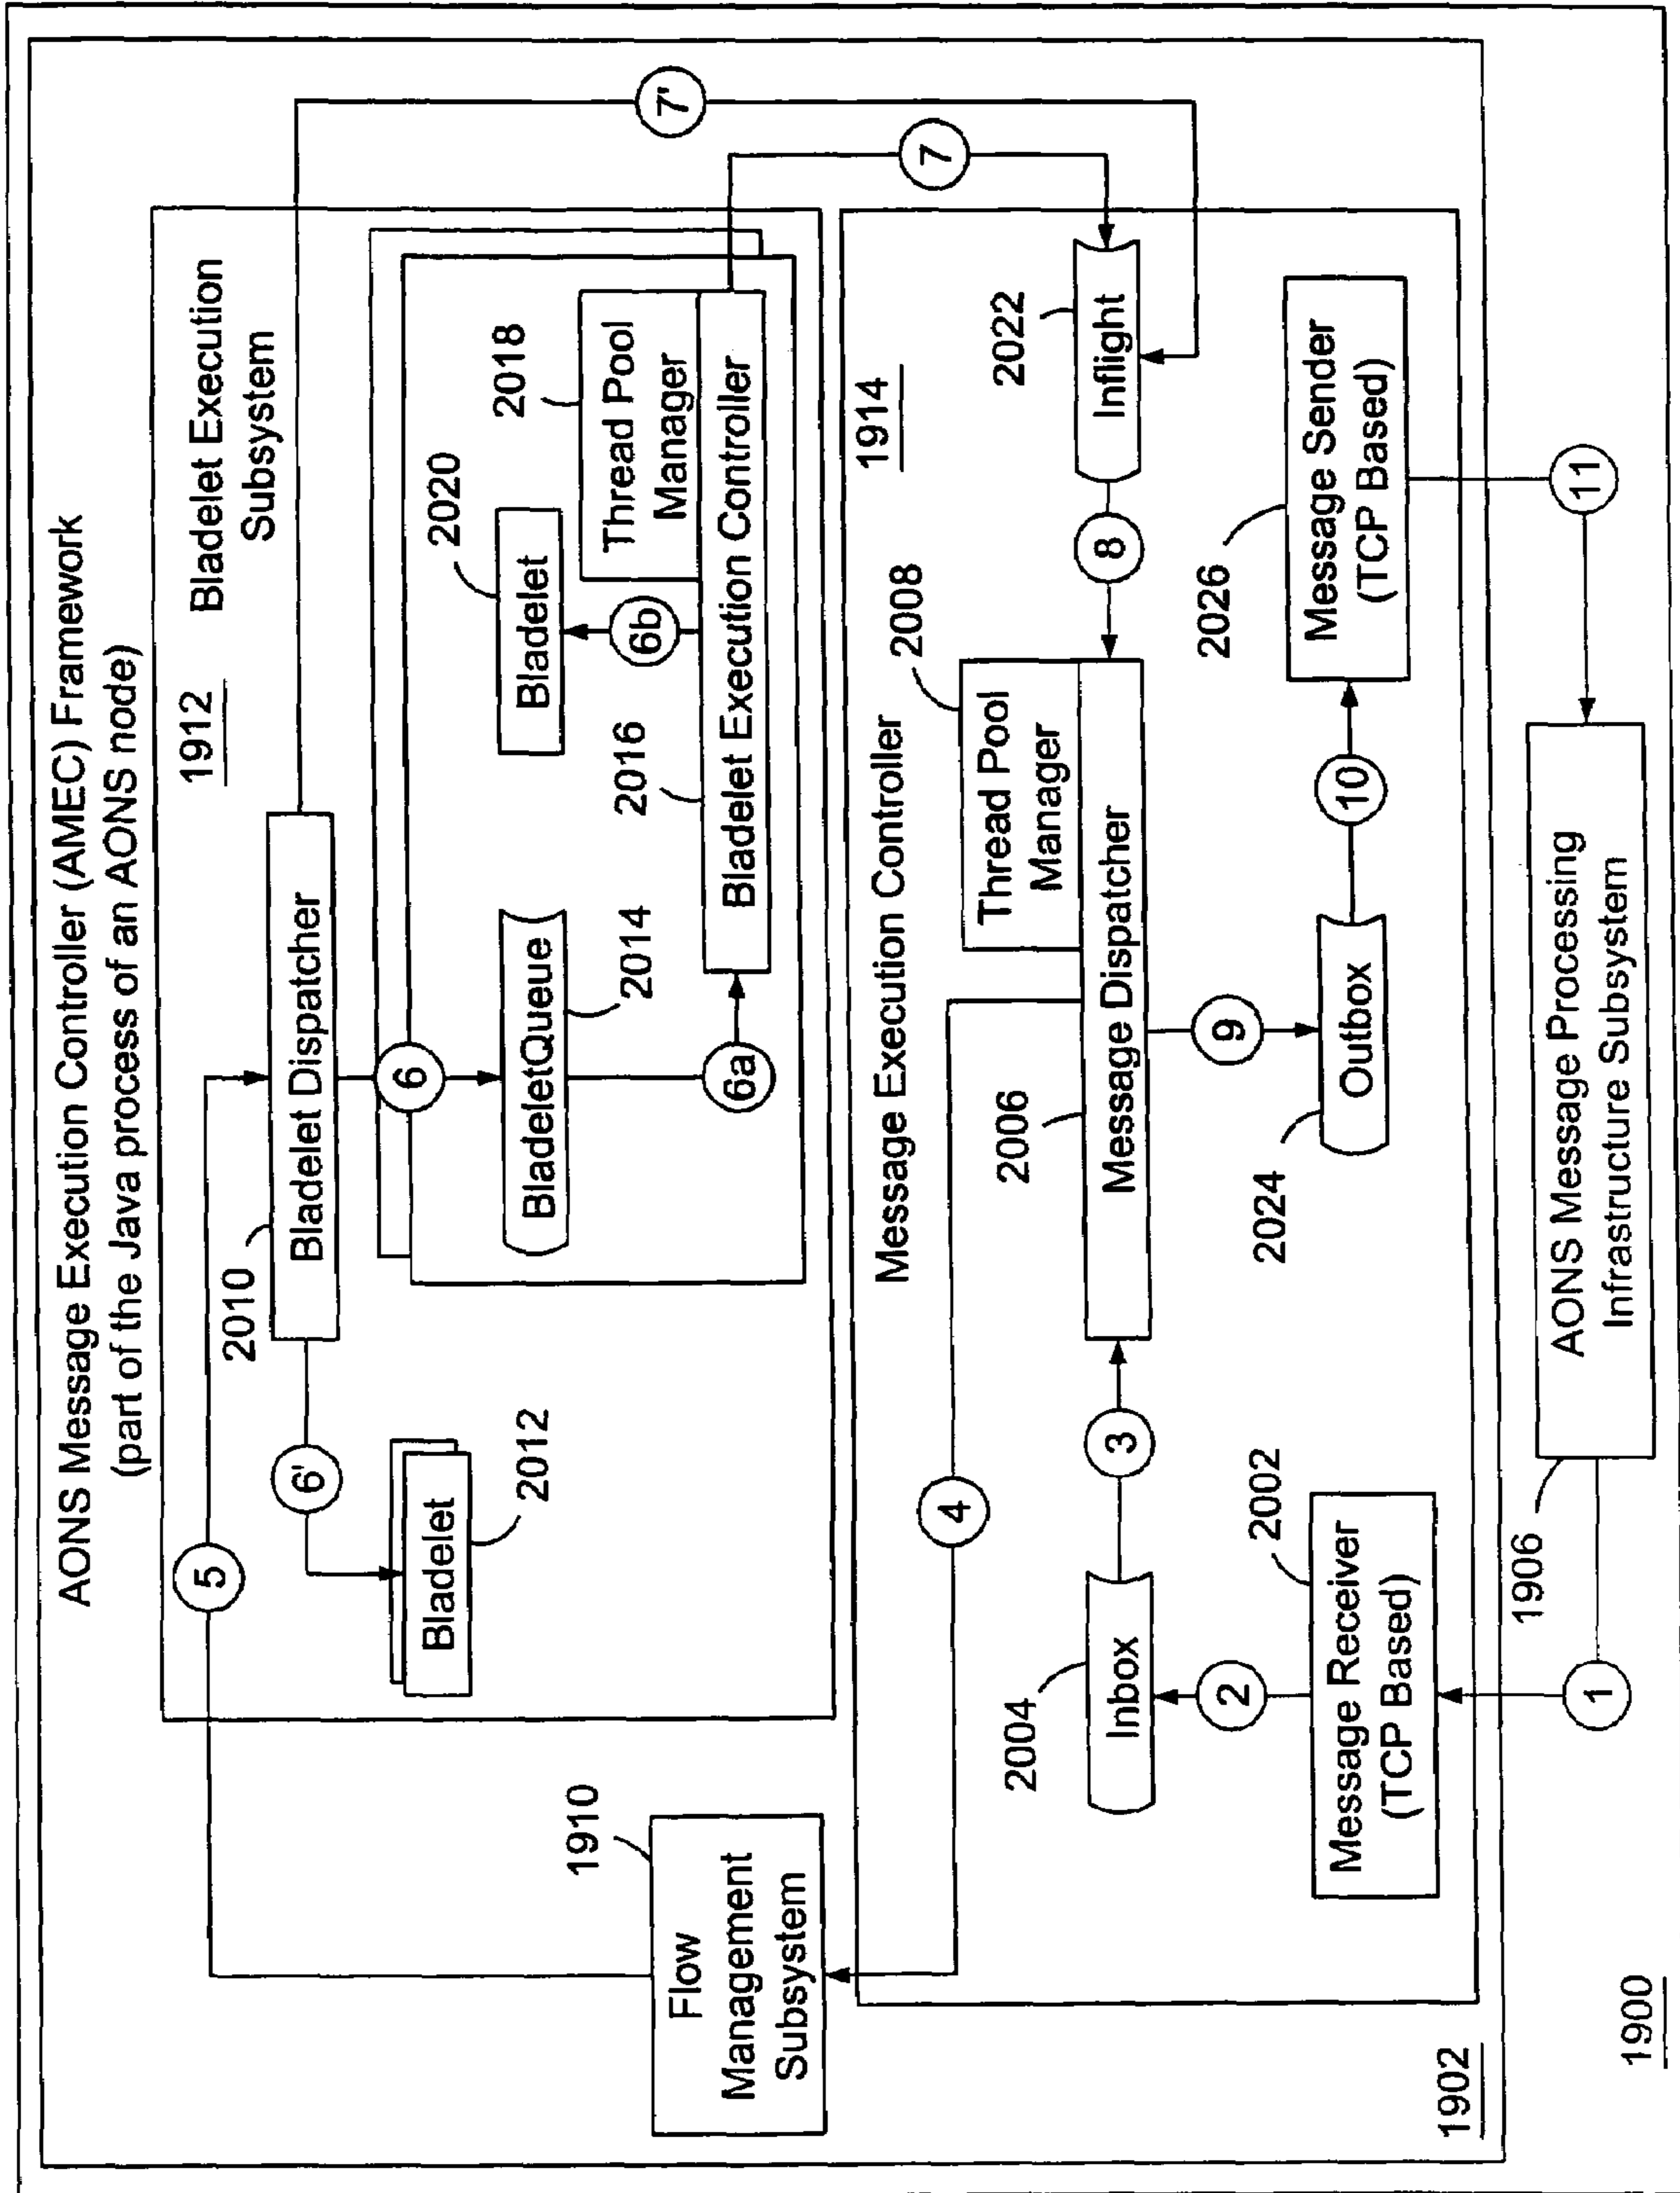 AONS Message Execution Controller (AMEC) Framework
(part of the Java process of an AONS node)
5
1912
Bladelet Execution
Subsystem
2010
Bladelet Dispatcher
7'
6'
6
Bladelet
2012
BladeletQueue
2014
6a
2020
Bladelet
6b
2018
Thread Pool
Manager
2016
Bladelet Execution Controller
7
1910
Flow
Management
Subsystem
Message Execution Controller
1914
4
2008
Thread Pool
Manager
2006
Message Dispatcher
2004
Inbox
3
8
2022
Inflight
2
9
2002
Message Receiver
(TCP Based)
2024
Outbox
10
2026
Message Sender
(TCP Based)
1902
1
1906
AONS Message Processing
Infrastructure Subsystem
11
1900